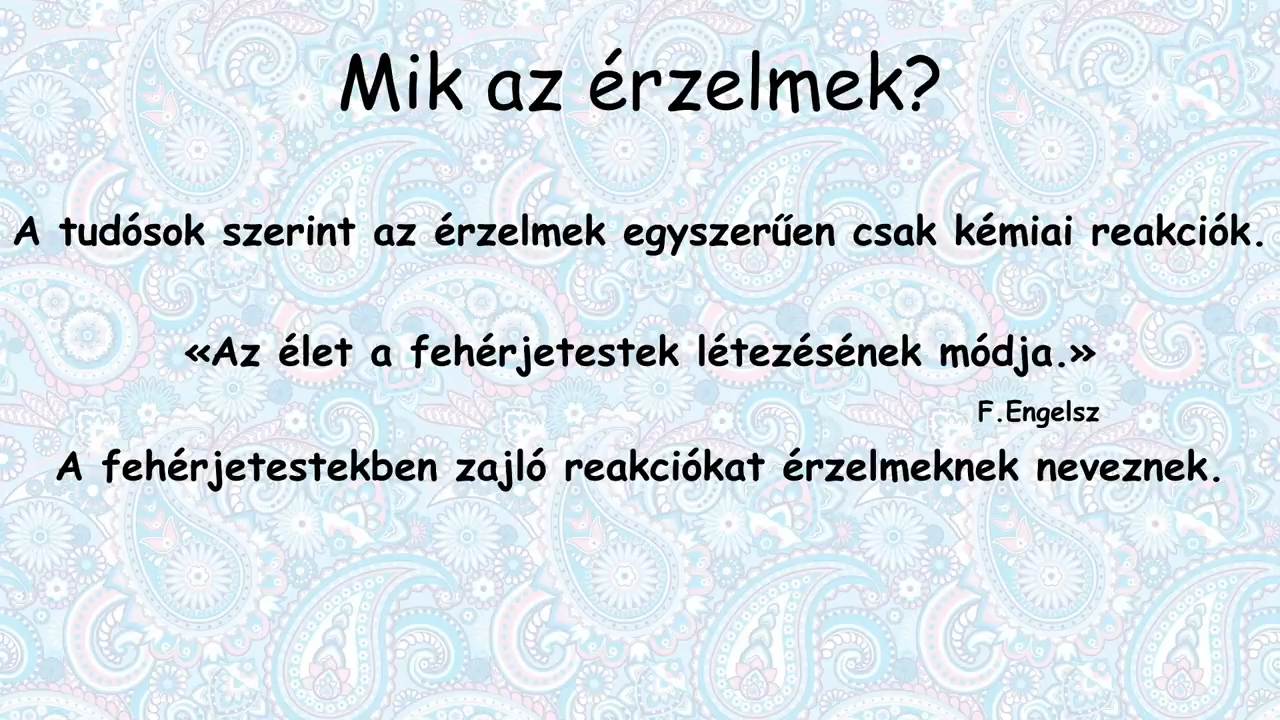 Mik az érzelmek?
A tudósok szerint az érzelmek egyszerűen csak kémiai reakciók.
«Az élet a fehérjetestek létezésének módja.»
F.Engelsz
A fehérjetestekben zajló reakciókat érzelmeknek neveznek.